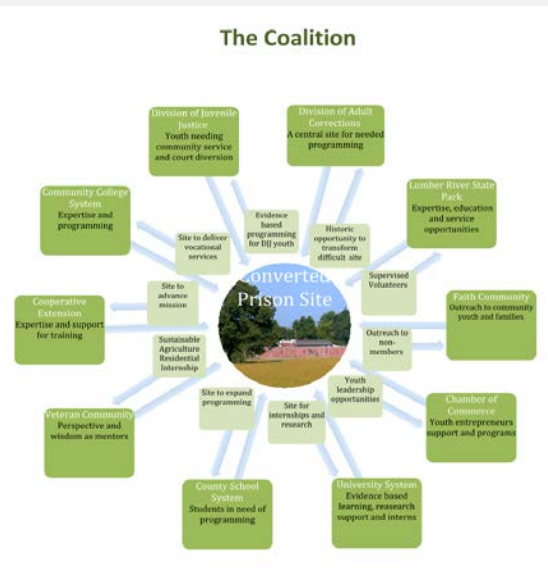 The Coalition
Division of Juvenile
Justice
Youth needing
community service
and court diversion
Division of Adult
Corrections
A central site for needed
programming
Community College
System
Expertise and
programming
Lumber River State
Park
Expertise, education
and service
opportunities
Evidence
based
programming
for DJJ youth
Historic
opportunity to
transform
difficult site
Site to deliver
vocational
services
Supervised
Volunteers
Converted
Prison Site
Site to
advance
mission
Cooperative
Extension
Expertise and support
for training
Faith Community
Outreach to community
youth and families.
Outreach to
non-
members
Sustainable
Agriculture
Residential
Internship
Youth
leadership
opportunities
Site to expand
programming
Site for
internships and
research
Veteran Community
Perspective and
wisdom as mentors
Chamber of
Commerce
Youth entrepreneurs
support and programs
County School
System
Students in need of
programming
University System
Evidence based
learning, reasearch
support and interns